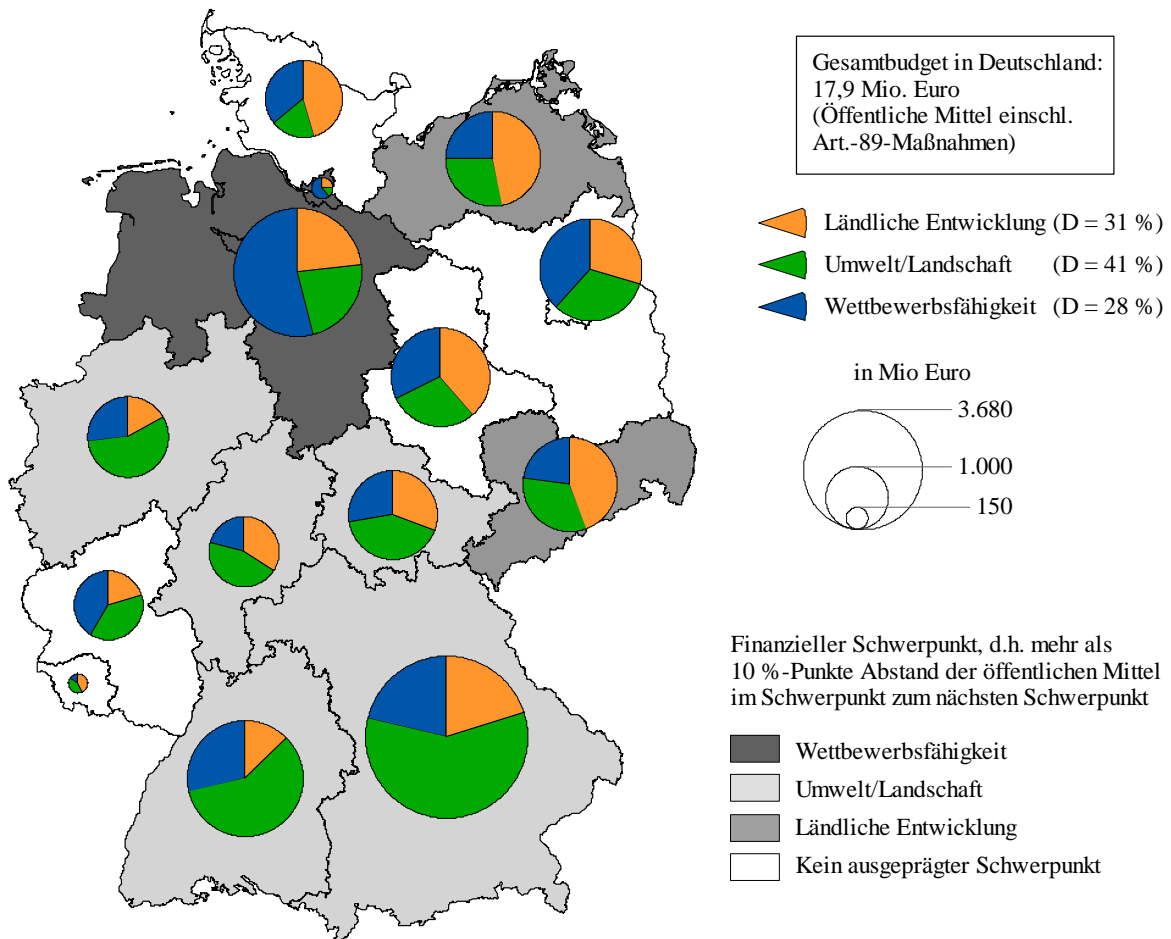 Gesamtbudget in Deutschland:
17,9 Mio. Euro
(Öffentliche Mittel einschl.
Art.-89-Maßnahmen)
Ländliche Entwicklung (D = 31 %)
Umwelt/Landschaft (D = 41 %)
Wettbewerbsfähigkeit (D = 28 %)
in Mio Euro
3.680
1.000
150
Finanzieller Schwerpunkt, d.h. mehr als
10 %-Punkte Abstand der öffentlichen Mittel
im Schwerpunkt zum nächsten Schwerpunkt
Wettbewerbsfähigkeit
Umwelt/Landschaft
Ländliche Entwicklung
Kein ausgeprägter Schwerpunkt